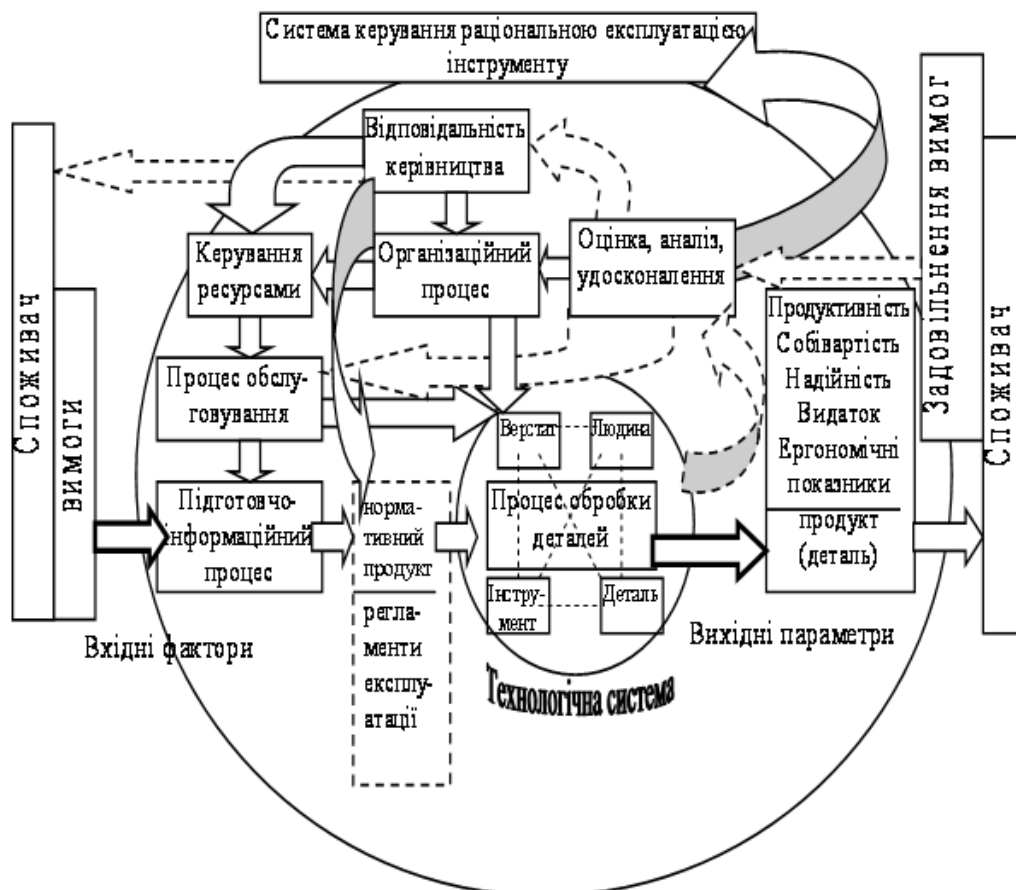 Система керування раціональною експлуатацією
інструменту
Відповідальність
керівництва
Споживач
вимоги
Керування
ресурсами
Організаційний
процес
Оцінка, аналіз,
удосконалення
Задовільнення вимог
Споживач
Процес обслу-
говування
Верстат
Людина
Продуктивність
Собівартість
Надійність
Видаток
Ергономічні
показники
продукт
(деталь)
Підготовчо-
інформаційний
процес
норма-
тивний
продукт
регла-
менти
експлу-
атації
Процес обробки
деталей
Інстру-
мент
Деталь
Вхідні фактори
Вихідні параметри
Технологічна система